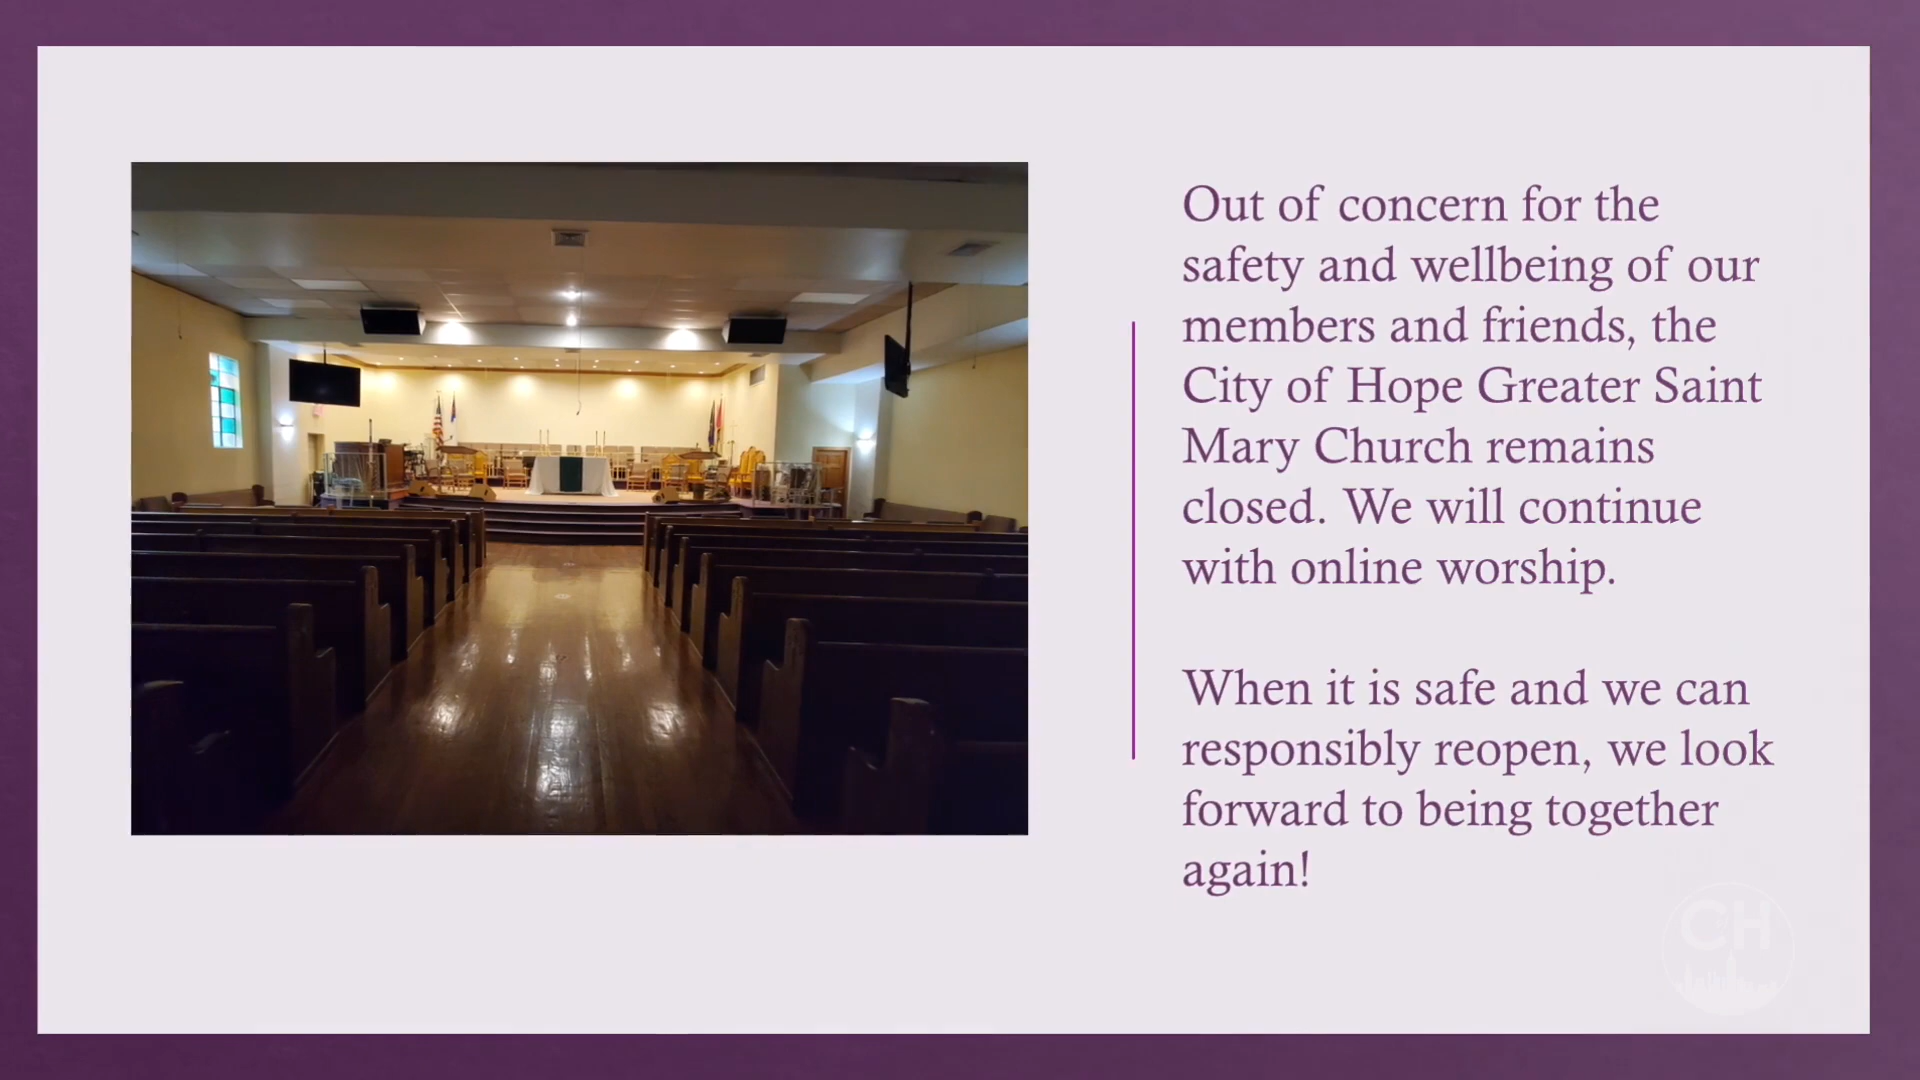 Out of concern for the
safety and wellbeing of our
members and friends, the
City of Hope Greater Saint
Mary Church remains
closed. We will continue
with online worship.
When it is safe and we can
responsibly reopen, we look
forward to being together
again!
CH